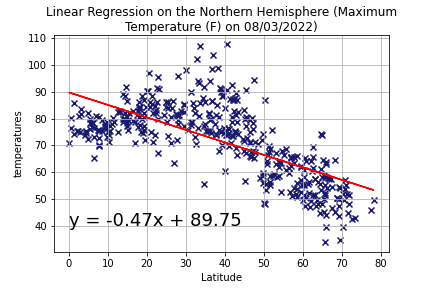 Linear Regression on the Northern Hemisphere (Maximum
Temperature (F) on 08/03/2022)
110
100
90
80
70
60
50
40
temperatures
y = -0.47x + 89.75
0 10 20 30 40 50 60 70 80
Latitude